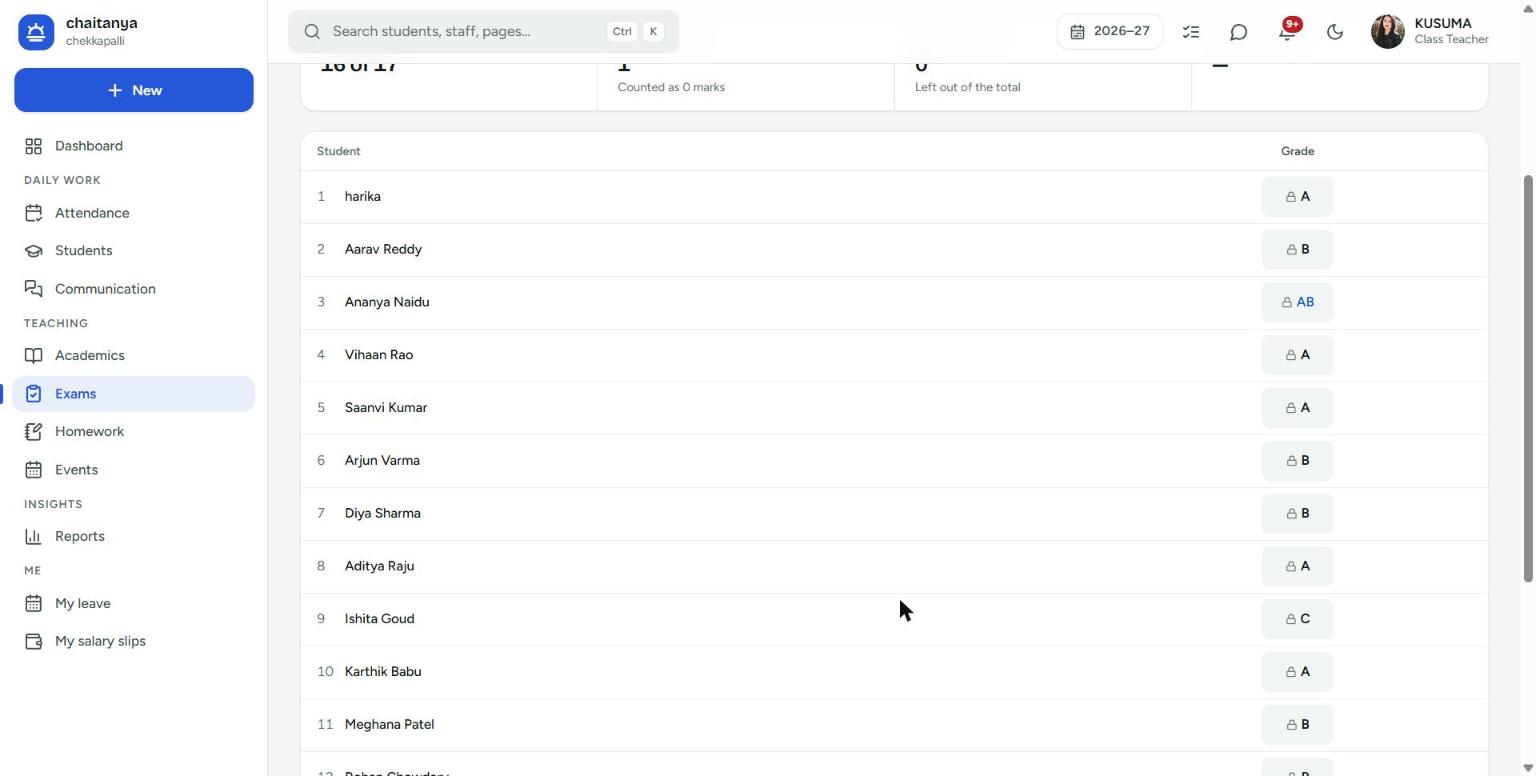 chaitanya
chekkapalli
Search students, staff, pages... Ctrl K
2026–27
9+
KUSUMA
Class Teacher
New
Dashboard
DAILY WORK
Attendance
Students
Communication
TEACHING
Academics
Exams
Homework
Events
INSIGHTS
Reports
ME
My leave
My salary slips
16 of 17
1
Counted as 0 marks
0
Left out of the total
—
Student Grade
1 harika A
2 Aarav Reddy B
3 Ananya Naidu AB
4 Vihaan Rao A
5 Saanvi Kumar A
6 Arjun Varma B
7 Diya Sharma B
8 Aditya Raju A
9 Ishita Goud C
10 Karthik Babu A
11 Meghana Patel B
12 Rohan Chowdary B